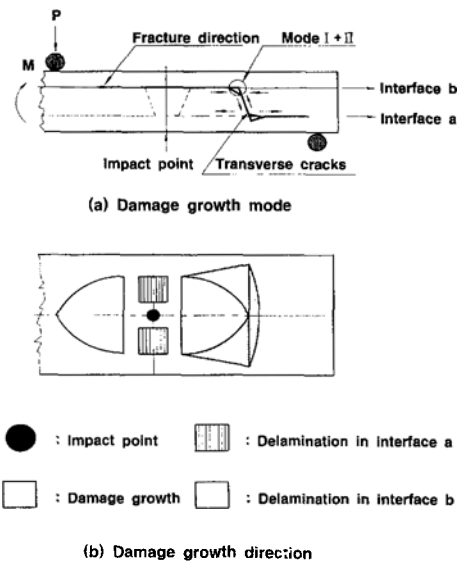 P
Fracture direction
Mode I + II
M
Interface b
Interface a
Impact point
Transverse cracks
(a) Damage growth mode
: Impact point
: Delamination in interface a
: Damage growth
: Delamination in interface b
(b) Damage growth direction